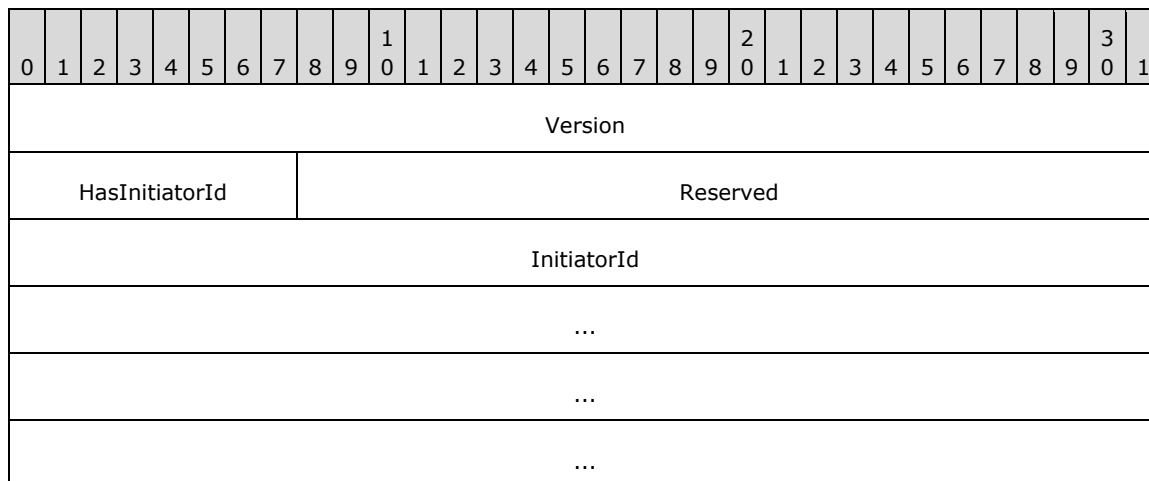 1 2 3
0 1 2 3 4 5 6 7 8 9 0 1 2 3 4 5 6 7 8 9 0 1 2 3 4 5 6 7 8 9 0 1
Version
HasInitiatorId Reserved
InitiatorId
...
...
...